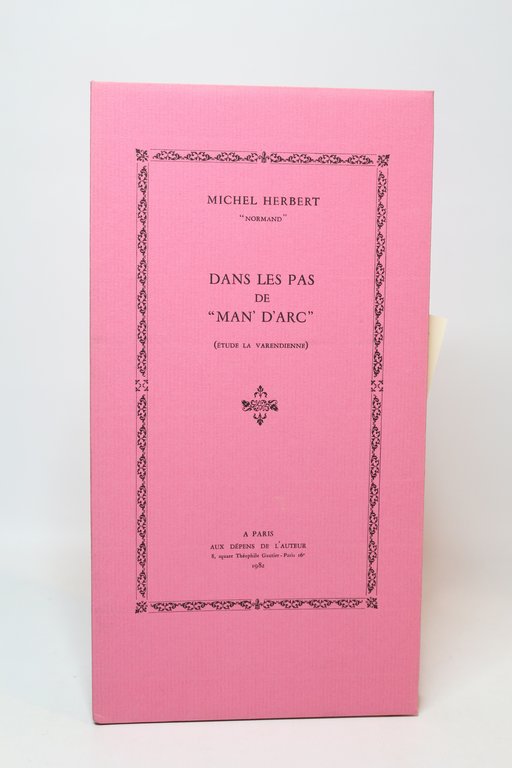 MICHEL HERBERT
"NORMAND"
DANS LES PAS
DE
"MAN' D'ARC"
(ÉTUDE LA VARENDIENNE)
A PARIS
AUX DÉPENS DE L'AUTEUR
8, square Théophile Gautier - Paris 16e
1982